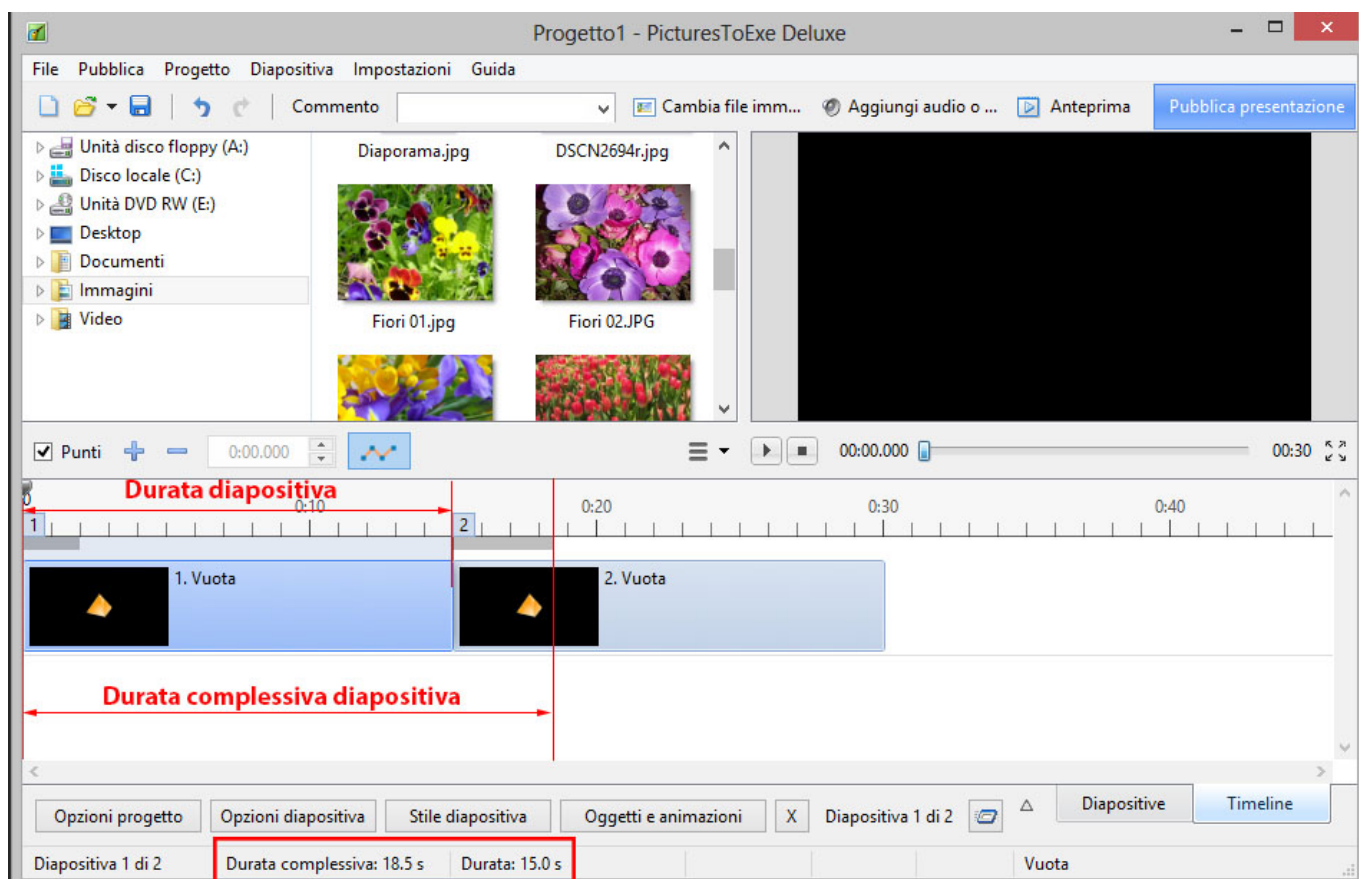 Progetto1 - PicturesToExe Deluxe
File Pubblica Progetto Diapositiva Impostazioni Guida
Commento Cambia file imm... Aggiungi audio o ... Anteprima Pubblica presentazione
Unità disco floppy (A:)
Disco locale (C:)
Unità DVD RW (E:)
Desktop
Documenti
Immagini
Video
Diaporama.jpg DSCN2694r.jpg
Fiori 01.jpg Fiori 02.JPG
Punti 0:00.000 00:00.000 00:30
Durata diapositiva
0 0:10 0:20 0:30 0:40
1 2
1. Vuota 2. Vuota
Durata complessiva diapositiva
Opzioni progetto Opzioni diapositiva Stile diapositiva Oggetti e animazioni X Diapositiva 1 di 2 Diapositive Timeline
Diapositiva 1 di 2 Durata complessiva: 18.5 s Durata: 15.0 s Vuota